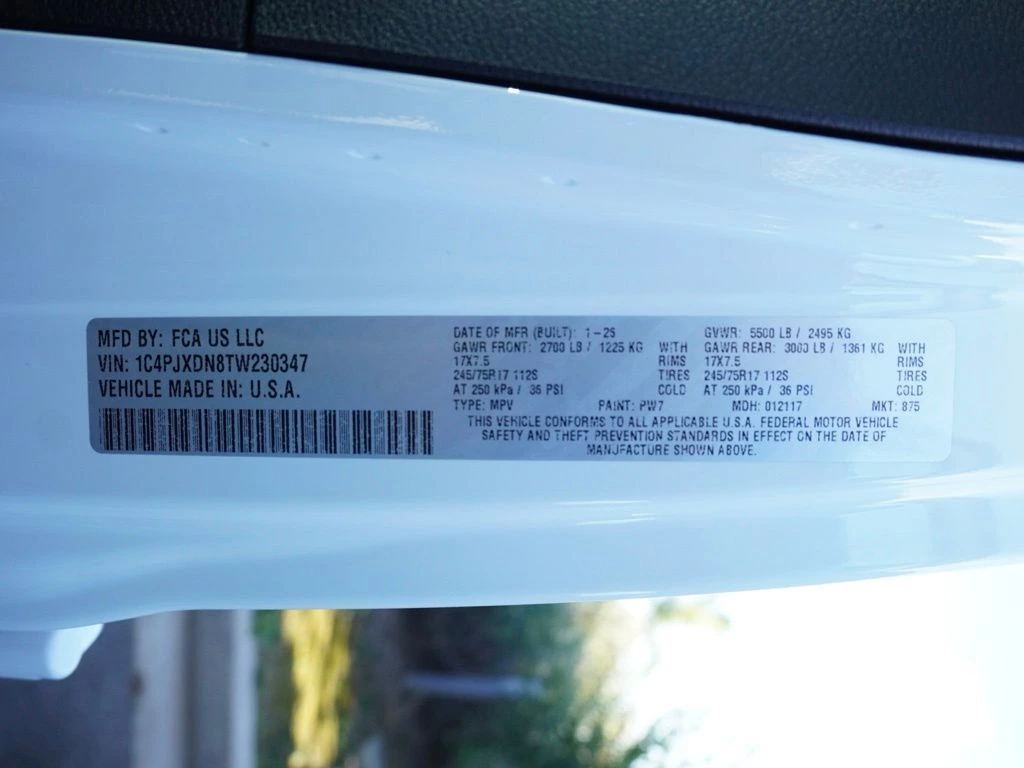 MFD BY: FCA US LLC
VIN: 1C4PJXDN8TW230347
VEHICLE MADE IN: U.S.A.
DATE OF MFR (BUILT): 1-26
GAWR FRONT: 2700 LB / 1225 KG WITH
17X7.5 RIMS
245/75R17 112S TIRES
AT 250 kPa / 36 PSI COLD
GVWR: 5500 LB / 2495 KG
GAWR REAR: 3000 LB / 1361 KG WITH
17X7.5 RIMS
245/75R17 112S TIRES
AT 250 kPa / 36 PSI COLD
TYPE: MPV PAINT: PW7 MDH: 012117 MKT: 875
THIS VEHICLE CONFORMS TO ALL APPLICABLE U.S.A. FEDERAL MOTOR VEHICLE
SAFETY AND THEFT PREVENTION STANDARDS IN EFFECT ON THE DATE OF
MANUFACTURE SHOWN ABOVE.